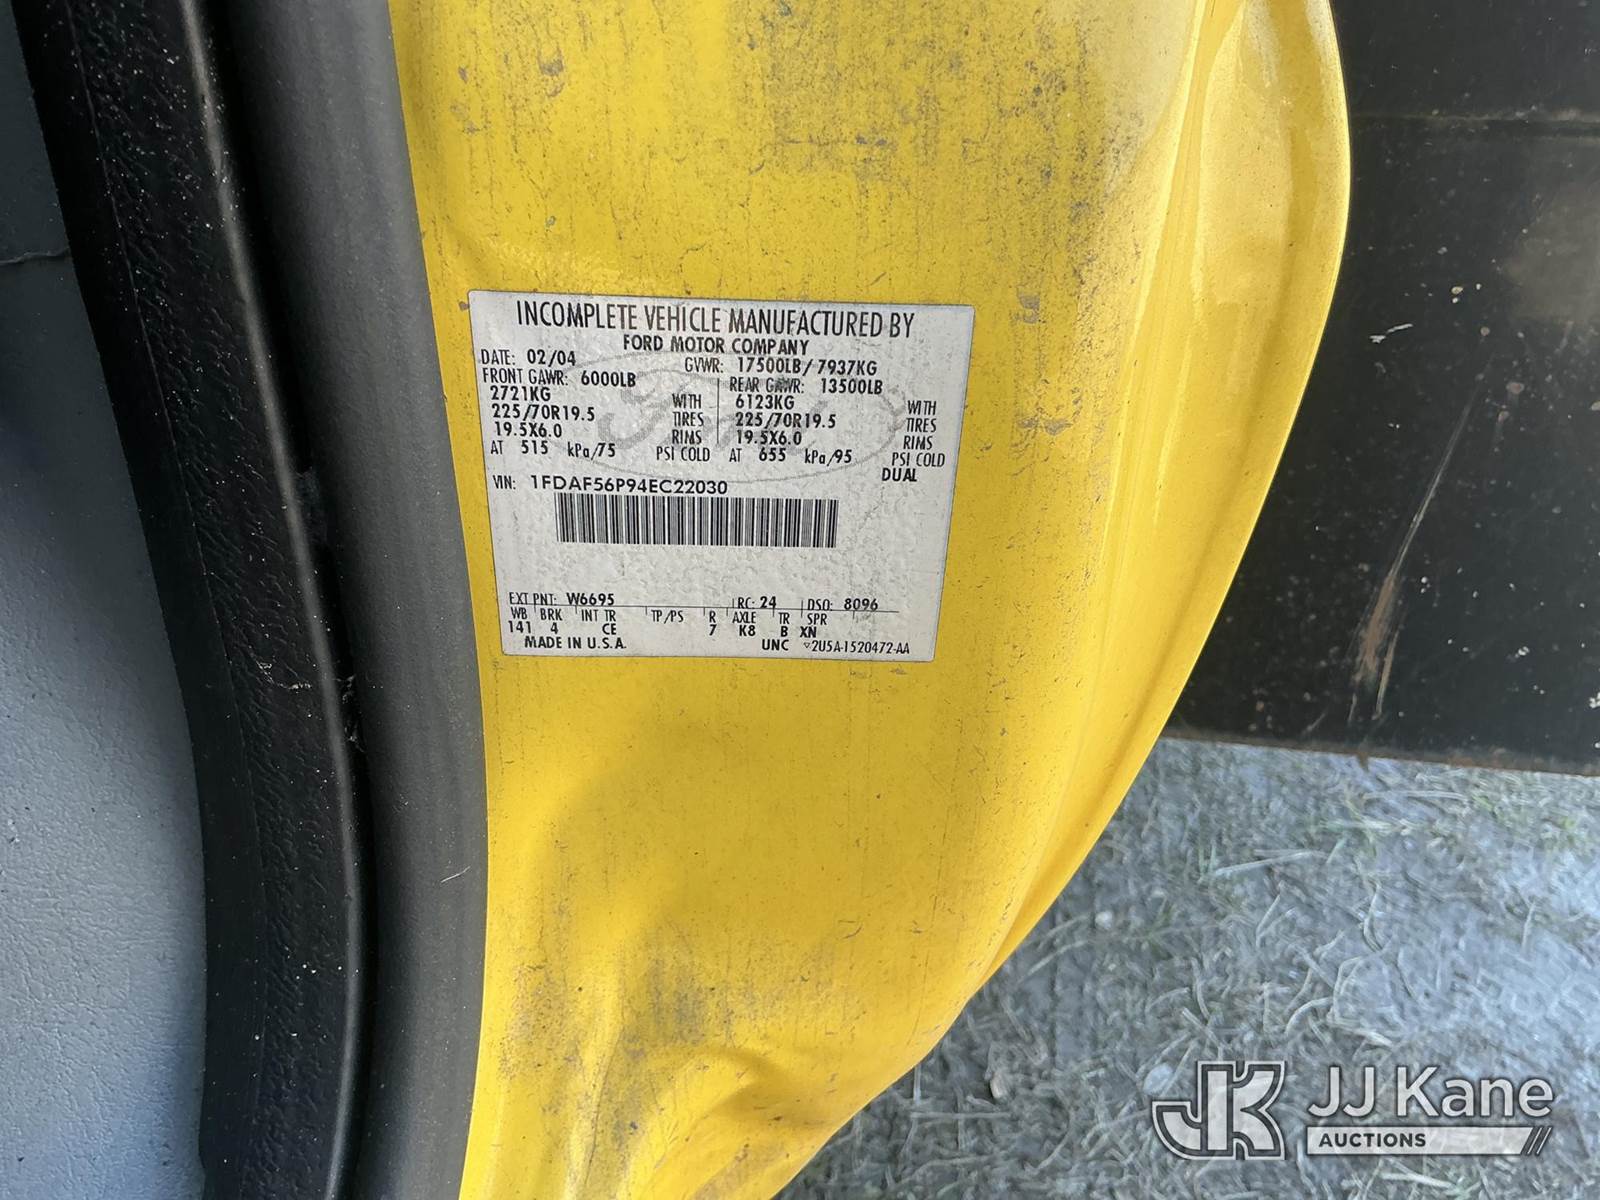 INCOMPLETE VEHICLE MANUFACTURED BY
FORD MOTOR COMPANY
DATE: 02/04 GVWR: 17500LB/ 7937KG
FRONT GAWR: 6000LB REAR GAWR: 13500LB
2721KG WITH 6123KG WITH
225/70R19.5 TIRES 225/70R19.5 TIRES
19.5X6.0 RIMS 19.5X6.0 RIMS
AT 515 kPa/75 PSI COLD AT 655 kPa/95 PSI COLD
DUAL
VIN: 1FDAF56P94EC22030
EXT PNT: W6695 RC: 24 DSO: 8096
WB BRK INT TR TP/PS R AXLE TR SPR
141 4 CE 7 K8 B XN
MADE IN U.S.A. UNC 2U5A-1520472-AA
JK JJ Kane
AUCTIONS